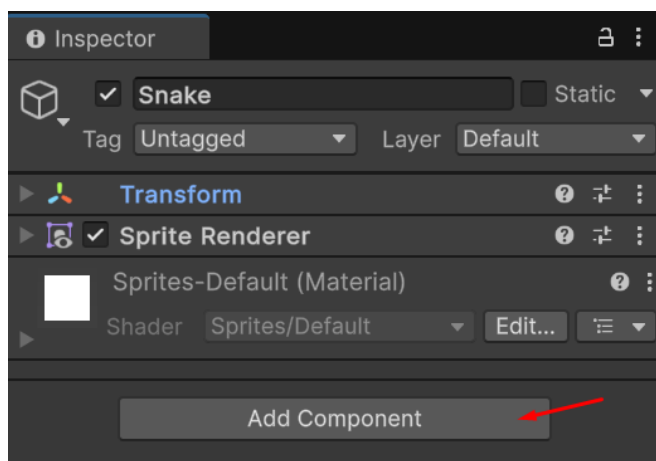 Inspector
Snake Static
Tag Untagged Layer Default
Transform
Sprite Renderer
Sprites-Default (Material)
Shader Sprites/Default Edit...
Add Component